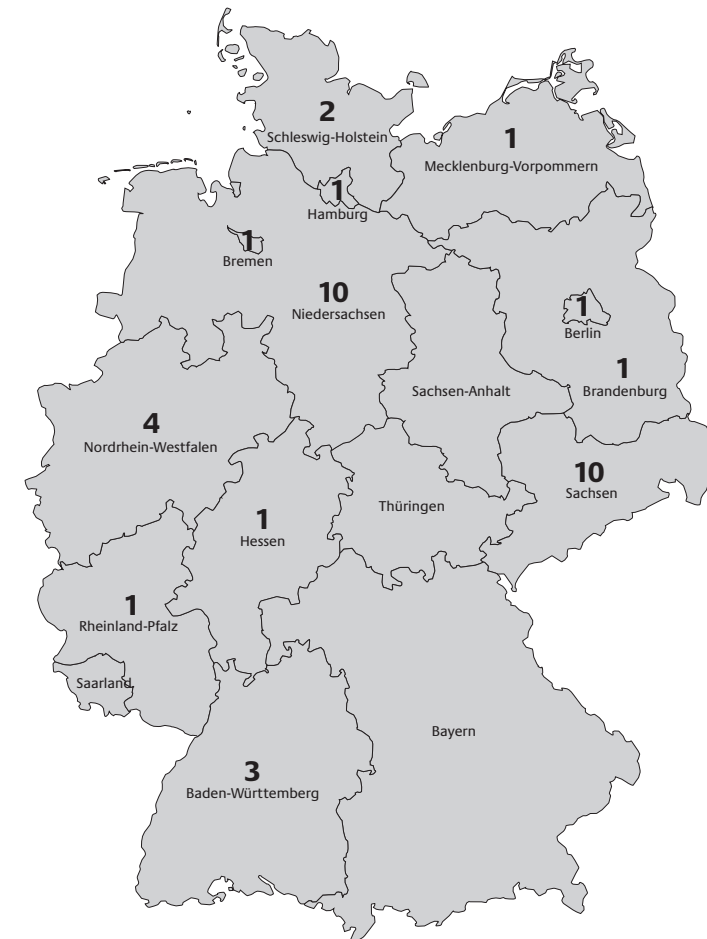 2
Schleswig-Holstein
1
Mecklenburg-Vorpommern
1
Hamburg
1
Bremen
10
Niedersachsen
1
Berlin
1
Brandenburg
Sachsen-Anhalt
4
Nordrhein-Westfalen
10
Sachsen
Thüringen
1
Hessen
1
Rheinland-Pfalz
Saarland
Bayern
3
Baden-Württemberg